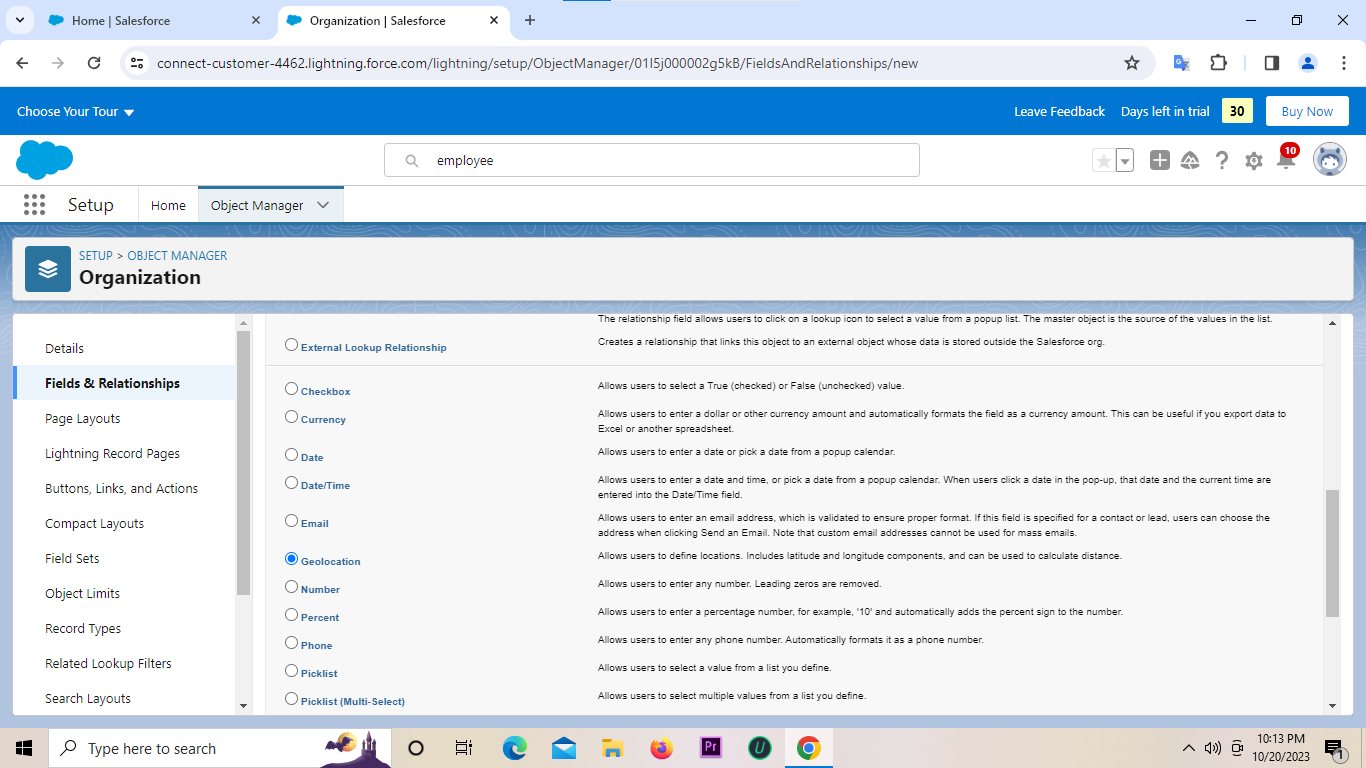 Home | Salesforce
Organization | Salesforce
connect-customer-4462.lightning.force.com/lightning/setup/ObjectManager/01I5j000002g5kB/FieldsAndRelationships/new
Choose Your Tour
Leave Feedback
Days left in trial
30
Buy Now
employee
10
Setup
Home
Object Manager
SETUP > OBJECT MANAGER
Organization
Details
Fields & Relationships
Page Layouts
Lightning Record Pages
Buttons, Links, and Actions
Compact Layouts
Field Sets
Object Limits
Record Types
Related Lookup Filters
Search Layouts
The relationship field allows users to click on a lookup icon to select a value from a popup list. The master object is the source of the values in the list.
External Lookup Relationship
Creates a relationship that links this object to an external object whose data is stored outside the Salesforce org.
Checkbox
Allows users to select a True (checked) or False (unchecked) value.
Currency
Allows users to enter a dollar or other currency amount and automatically formats the field as a currency amount. This can be useful if you export data to
Excel or another spreadsheet.
Date
Allows users to enter a date or pick a date from a popup calendar.
Date/Time
Allows users to enter a date and time, or pick a date from a popup calendar. When users click a date in the pop-up, that date and the current time are
entered into the Date/Time field.
Email
Allows users to enter an email address, which is validated to ensure proper format. If this field is specified for a contact or lead, users can choose the
address when clicking Send an Email. Note that custom email addresses cannot be used for mass emails.
Geolocation
Allows users to define locations. Includes latitude and longitude components, and can be used to calculate distance.
Number
Allows users to enter any number. Leading zeros are removed.
Percent
Allows users to enter a percentage number, for example, '10' and automatically adds the percent sign to the number.
Phone
Allows users to enter any phone number. Automatically formats it as a phone number.
Picklist
Allows users to select a value from a list you define.
Picklist (Multi-Select)
Allows users to select multiple values from a list you define.
Type here to search
Pr
U
10:13 PM
10/20/2023
1